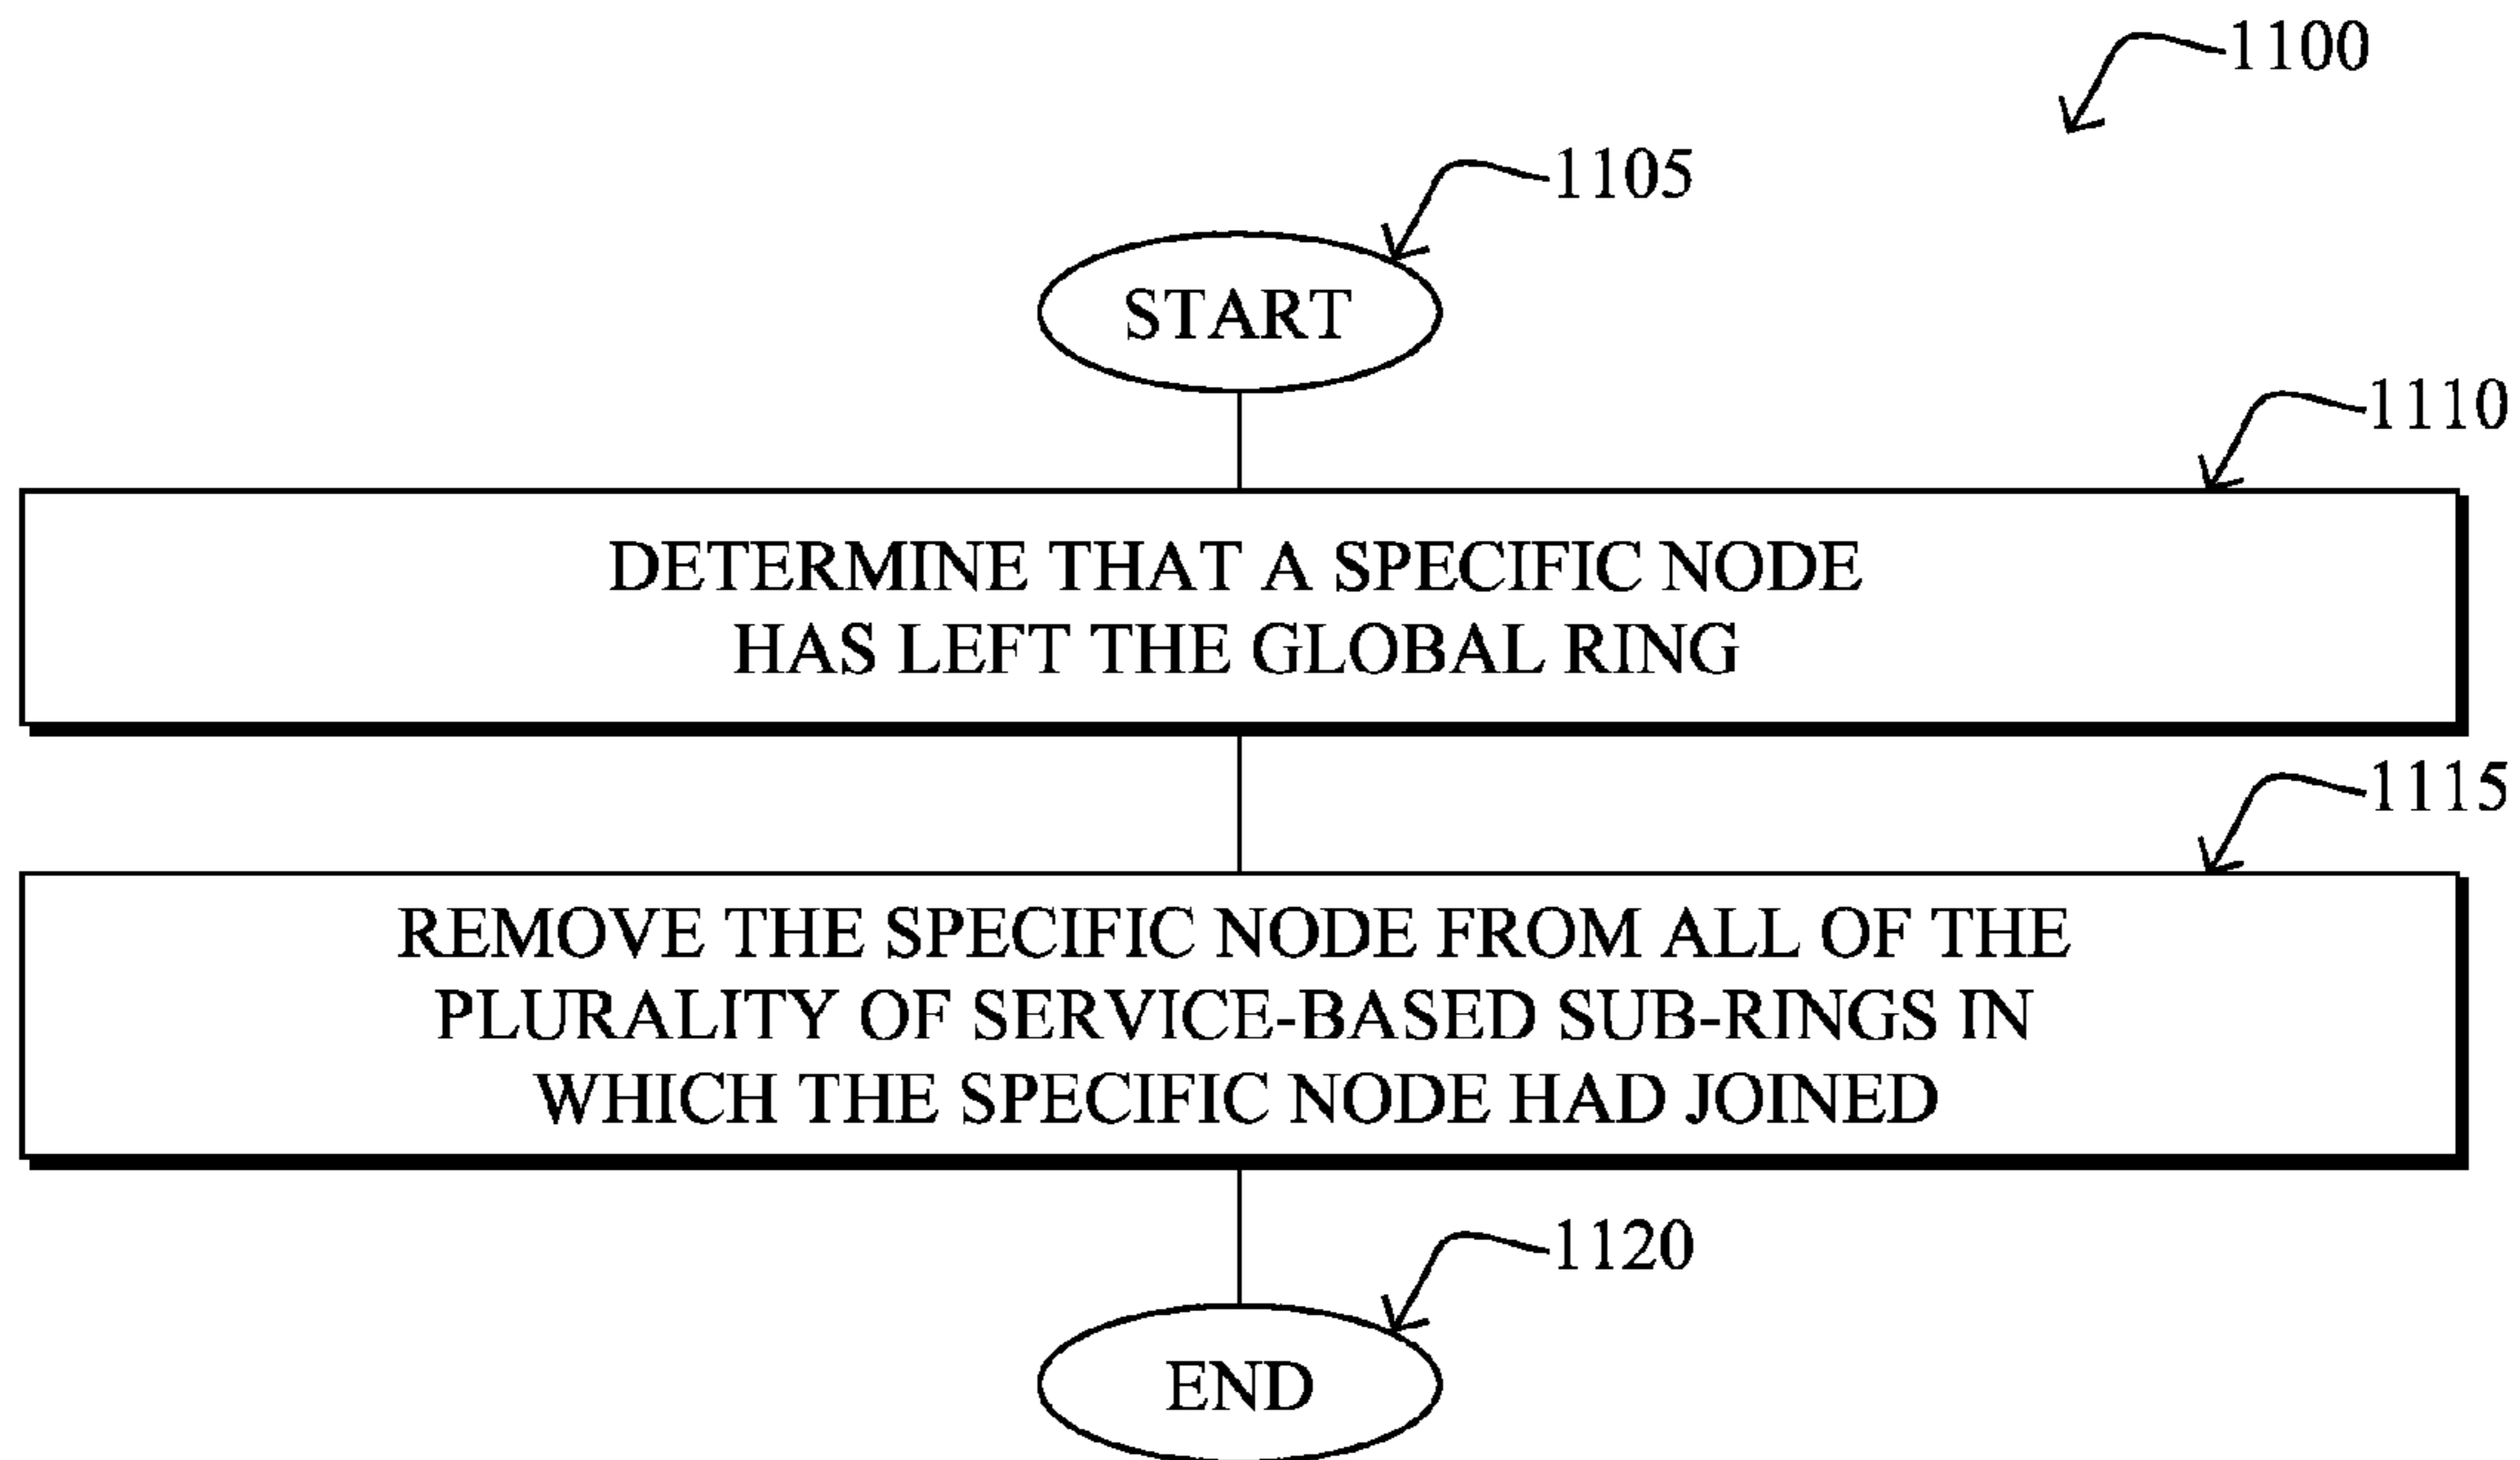 1100
1105
START
1110
DETERMINE THAT A SPECIFIC NODE
HAS LEFT THE GLOBAL RING
1115
REMOVE THE SPECIFIC NODE FROM ALL OF THE
PLURALITY OF SERVICE-BASED SUB-RINGS IN
WHICH THE SPECIFIC NODE HAD JOINED
1120
END